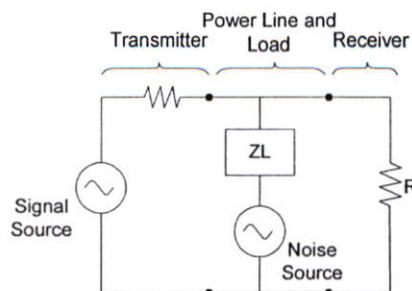 Power Line and
Transmitter
Load
Receiver
ZL
R
Signal
Source
Noise
Source